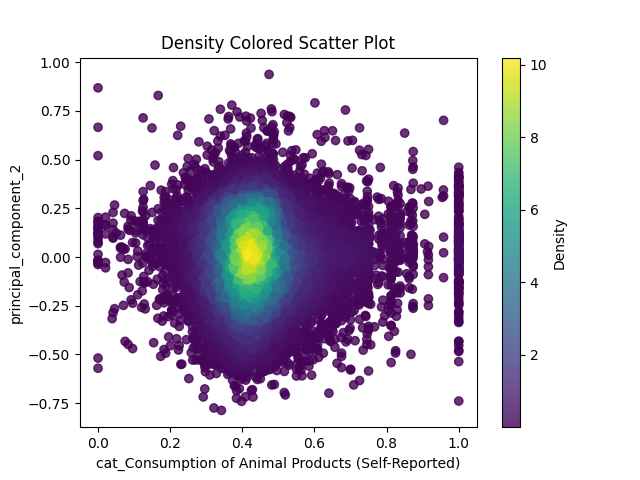 Density Colored Scatter Plot
1.00
0.75
0.50
0.25
0.00
−0.25
−0.50
−0.75
principal_component_2
0.0 0.2 0.4 0.6 0.8 1.0
cat_Consumption of Animal Products (Self-Reported)
10
8
6
4
2
Density